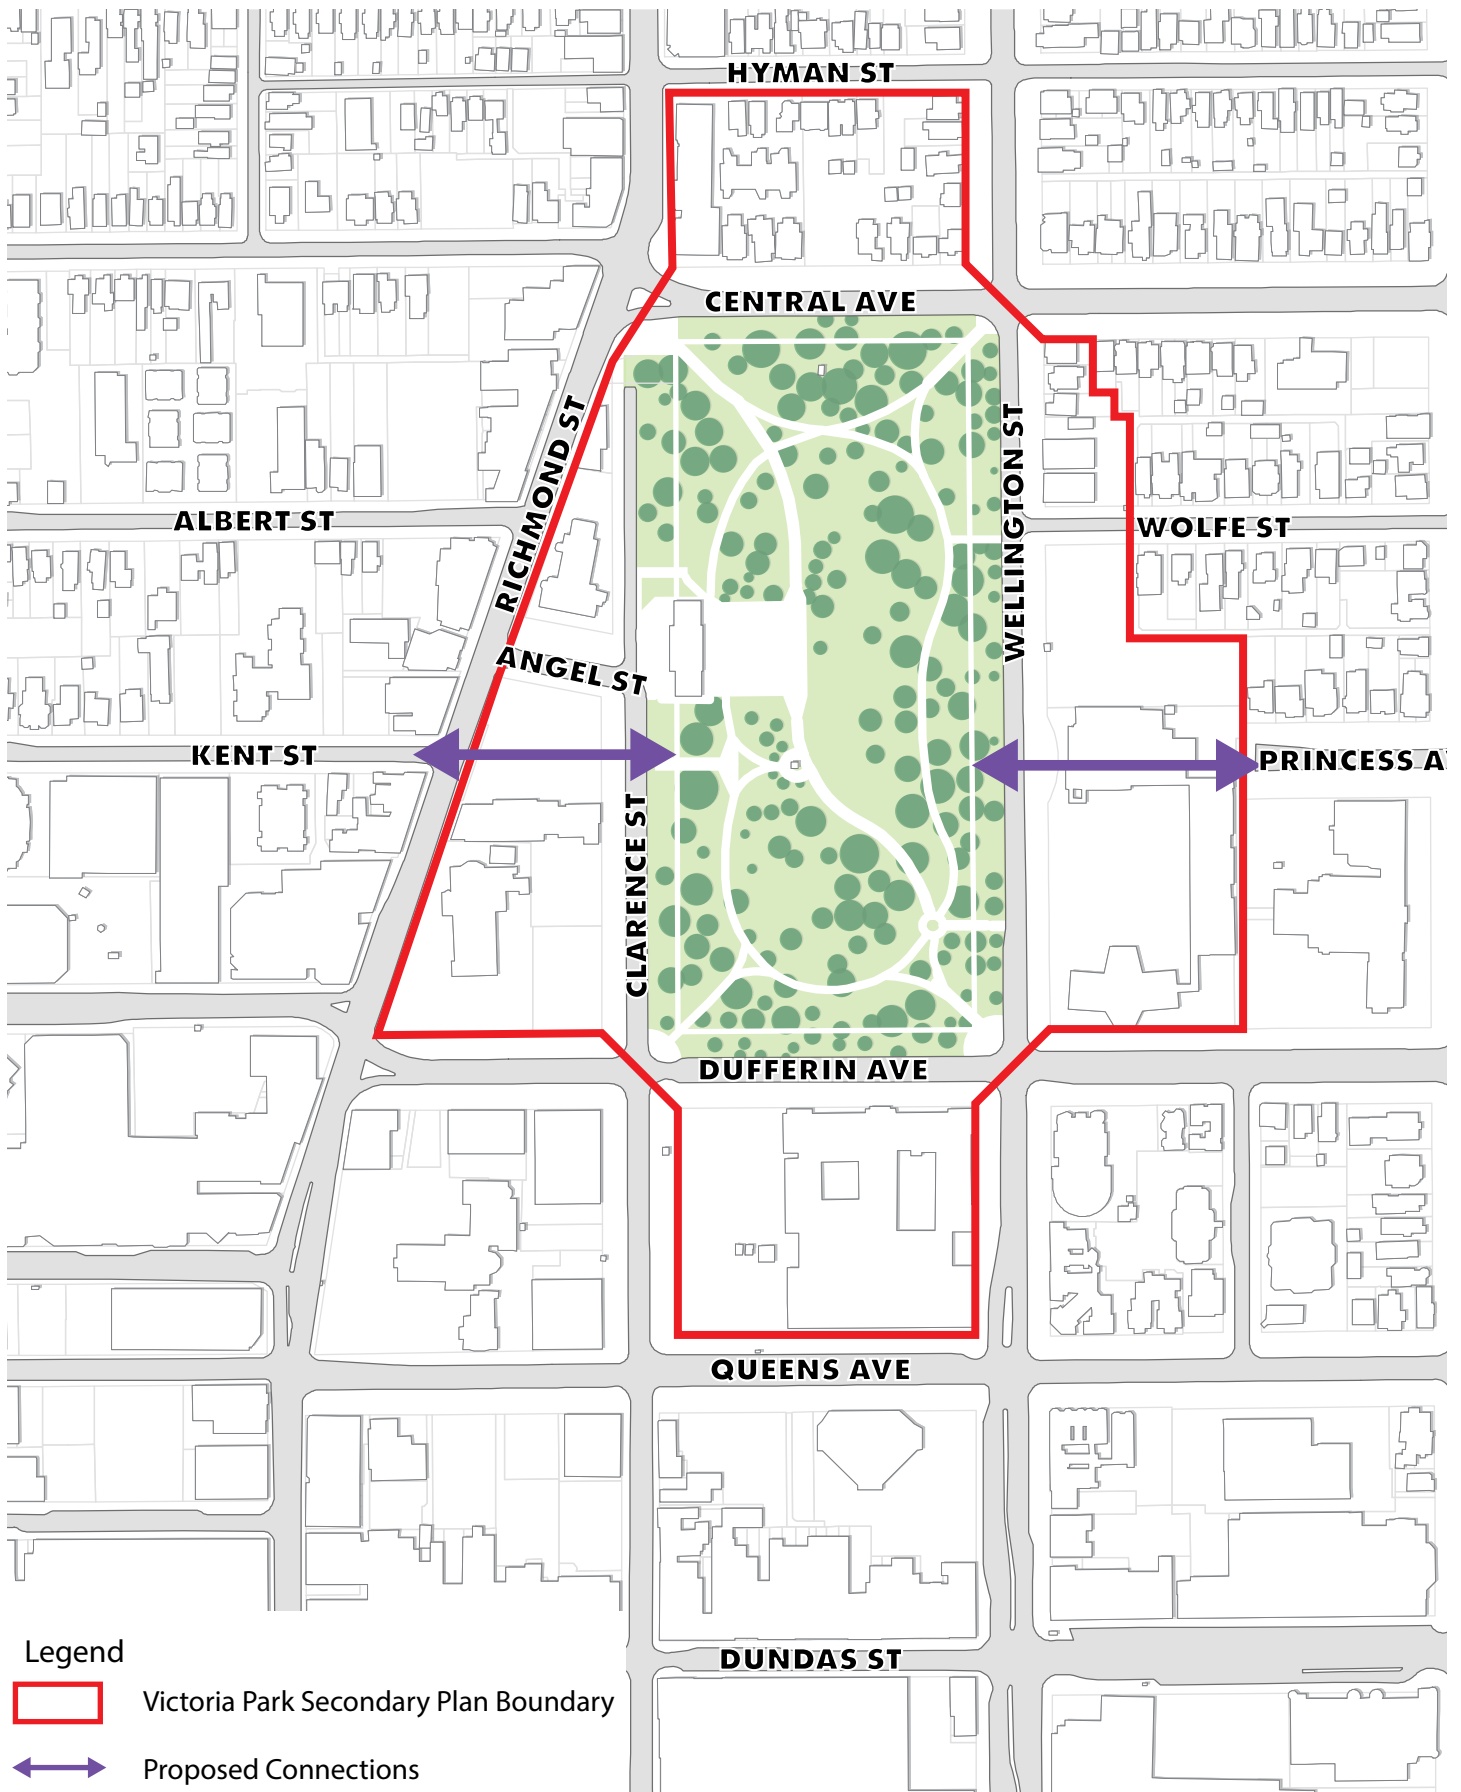 HYMAN ST
CENTRAL AVE
RICHMOND ST
WELLINGTON ST
ALBERT ST
WOLFE ST
ANGEL ST
KENT ST
PRINCESS A
CLARENCE ST
DUFFERIN AVE
QUEENS AVE
DUNDAS ST
Legend
Victoria Park Secondary Plan Boundary
Proposed Connections